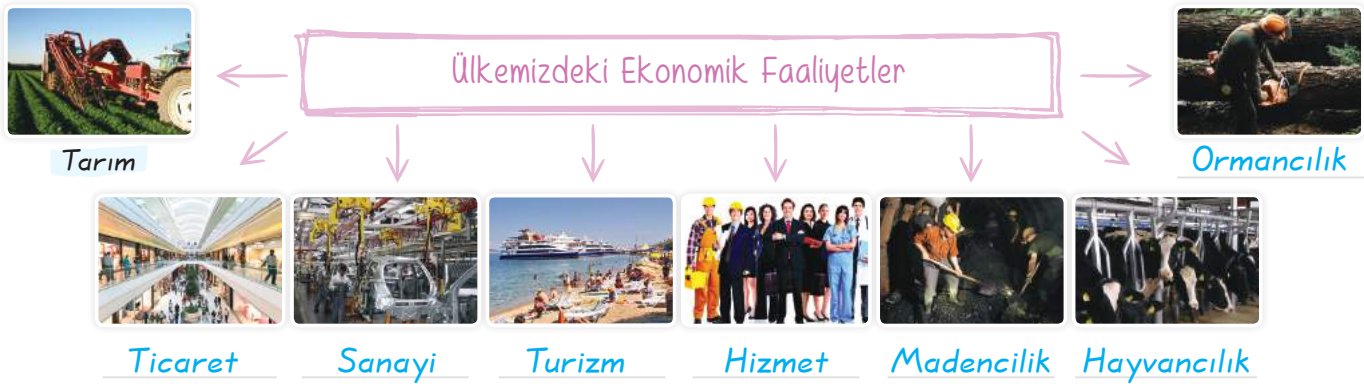 Ülkemizdeki Ekonomik Faaliyetler
Tarım
Ormancılık
Ticaret
Sanayi
Turizm
Hizmet
Madencilik
Hayvancılık